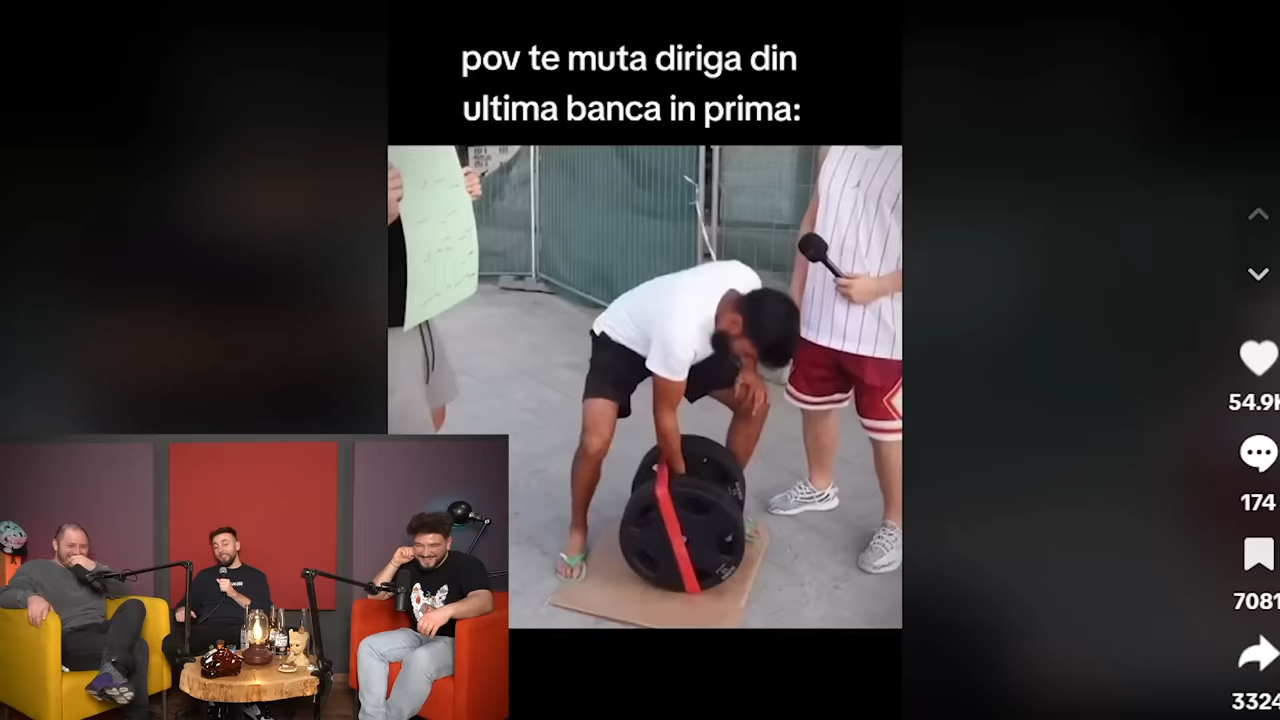 pov te muta diriga din
ultima banca in prima:
54.9K
174
7081
3324